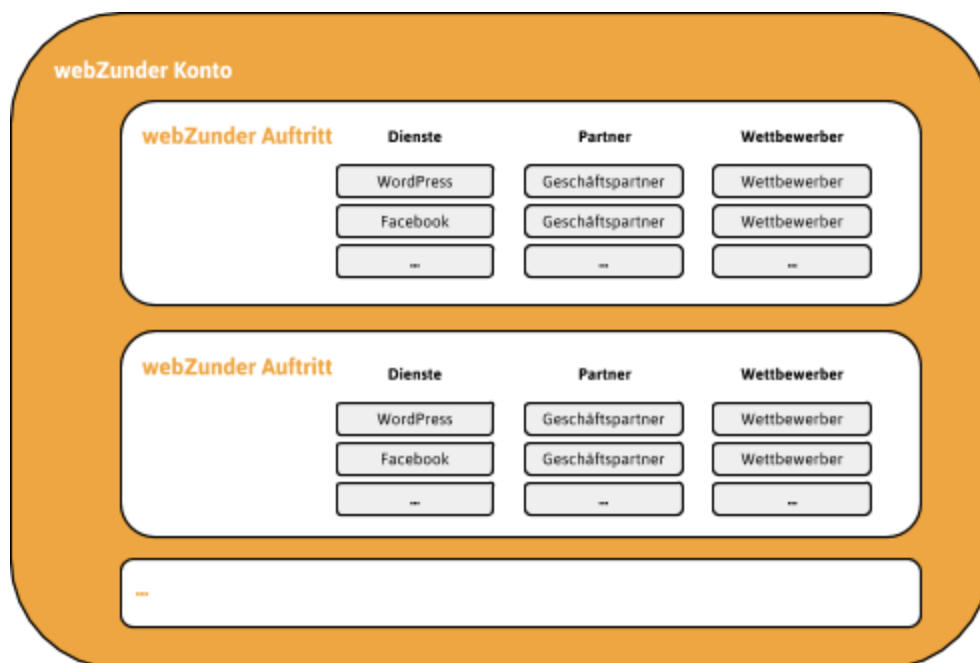 webZunder Konto
webZunder Auftritt Dienste Partner Wettbewerber
WordPress Geschäftspartner Wettbewerber
Facebook Geschäftspartner Wettbewerber
... ... ...
webZunder Auftritt Dienste Partner Wettbewerber
WordPress Geschäftspartner Wettbewerber
Facebook Geschäftspartner Wettbewerber
... ... ...
...